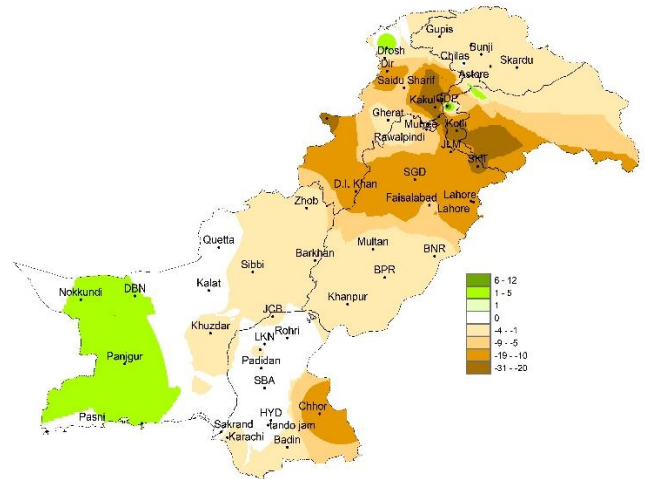 Gupis
Drosh
Bunji
Chilas
Skardu
Dir
Astore
Saidu Sharif
Kakul
GDP
Gherat
Murree
Kotli
Rawalpindi
JLM
SKT
SGD
D.I. Khan
Faisalabad
Lahore
Lahore
Zhob
Quetta
Multan
BNR
Barkhan
Sibbi
BPR
Kalat
DBN
Nokkundi
Khanpur
JCB
Khuzdar
LKN
Rohri
Panjgur
Padidan
SBA
Chhor
HYD
Pasni
Tando jam
Sakrand
Karachi
Badin
6 - 12
1 - 5
1
0
-4 - -1
-9 - -5
-19 - -10
-31 - -20